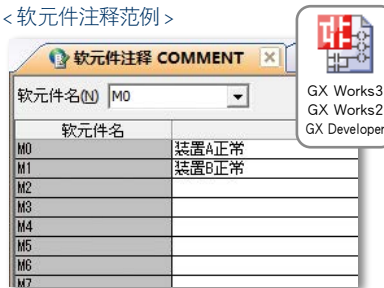 <软元件注释范例>
软元件注释 COMMENT
软元件名(N) M0
GX Works3
GX Works2
GX Developer
软元件名
M0 装置A正常
M1 装置B正常
M2
M3
M4
M5
M6
M7